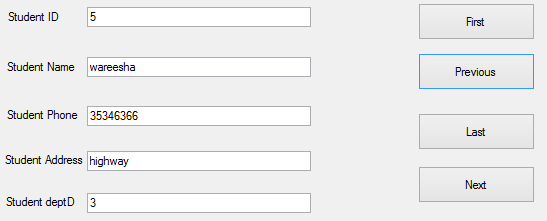 Student ID 5
First
Student Name wareesha
Previous
Student Phone 35346366
Last
Student Address highway
Next
Student deptD 3